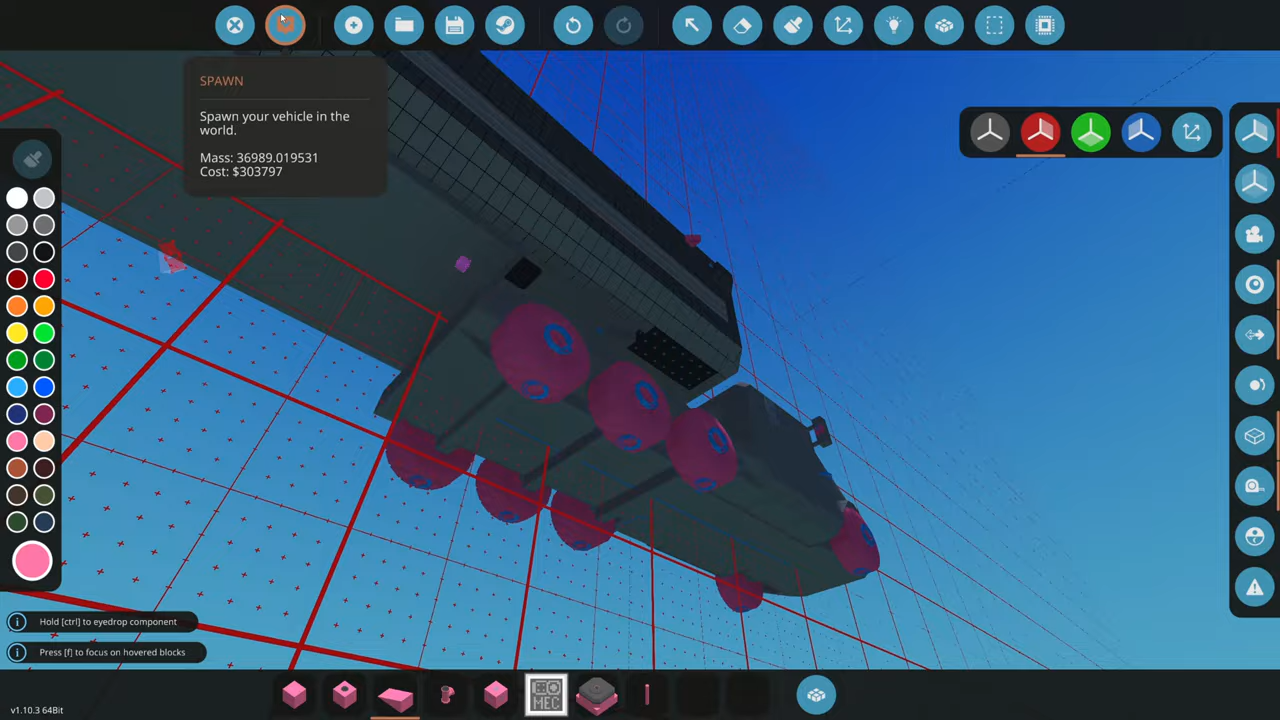 SPAWN
Spawn your vehicle in the
world.
Mass: 36989.019531
Cost: $303797
Hold [ctrl] to eyedrop component
Press [f] to focus on hovered blocks
MEC
v1.10.3 64Bit